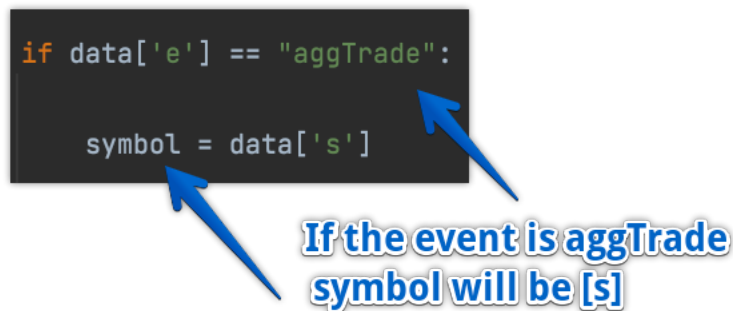 if data['e'] == "aggTrade":
symbol = data['s']
If the event is aggTrade
symbol will be [s]